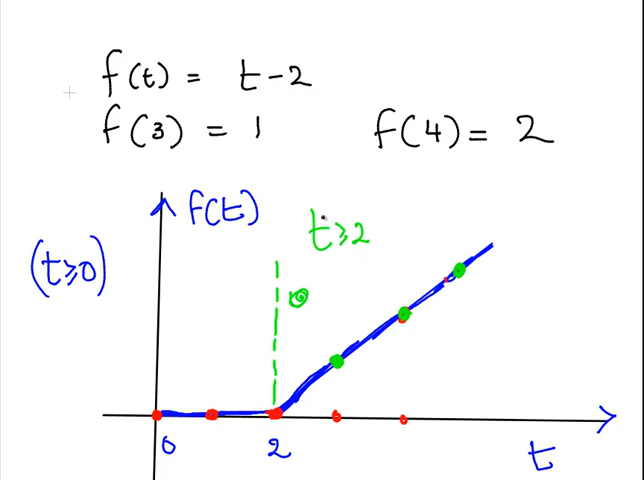 f(t) = t-2
f(3) = 1 f(4) = 2
f(t)
t≥2
(t≥0)
0 2 t